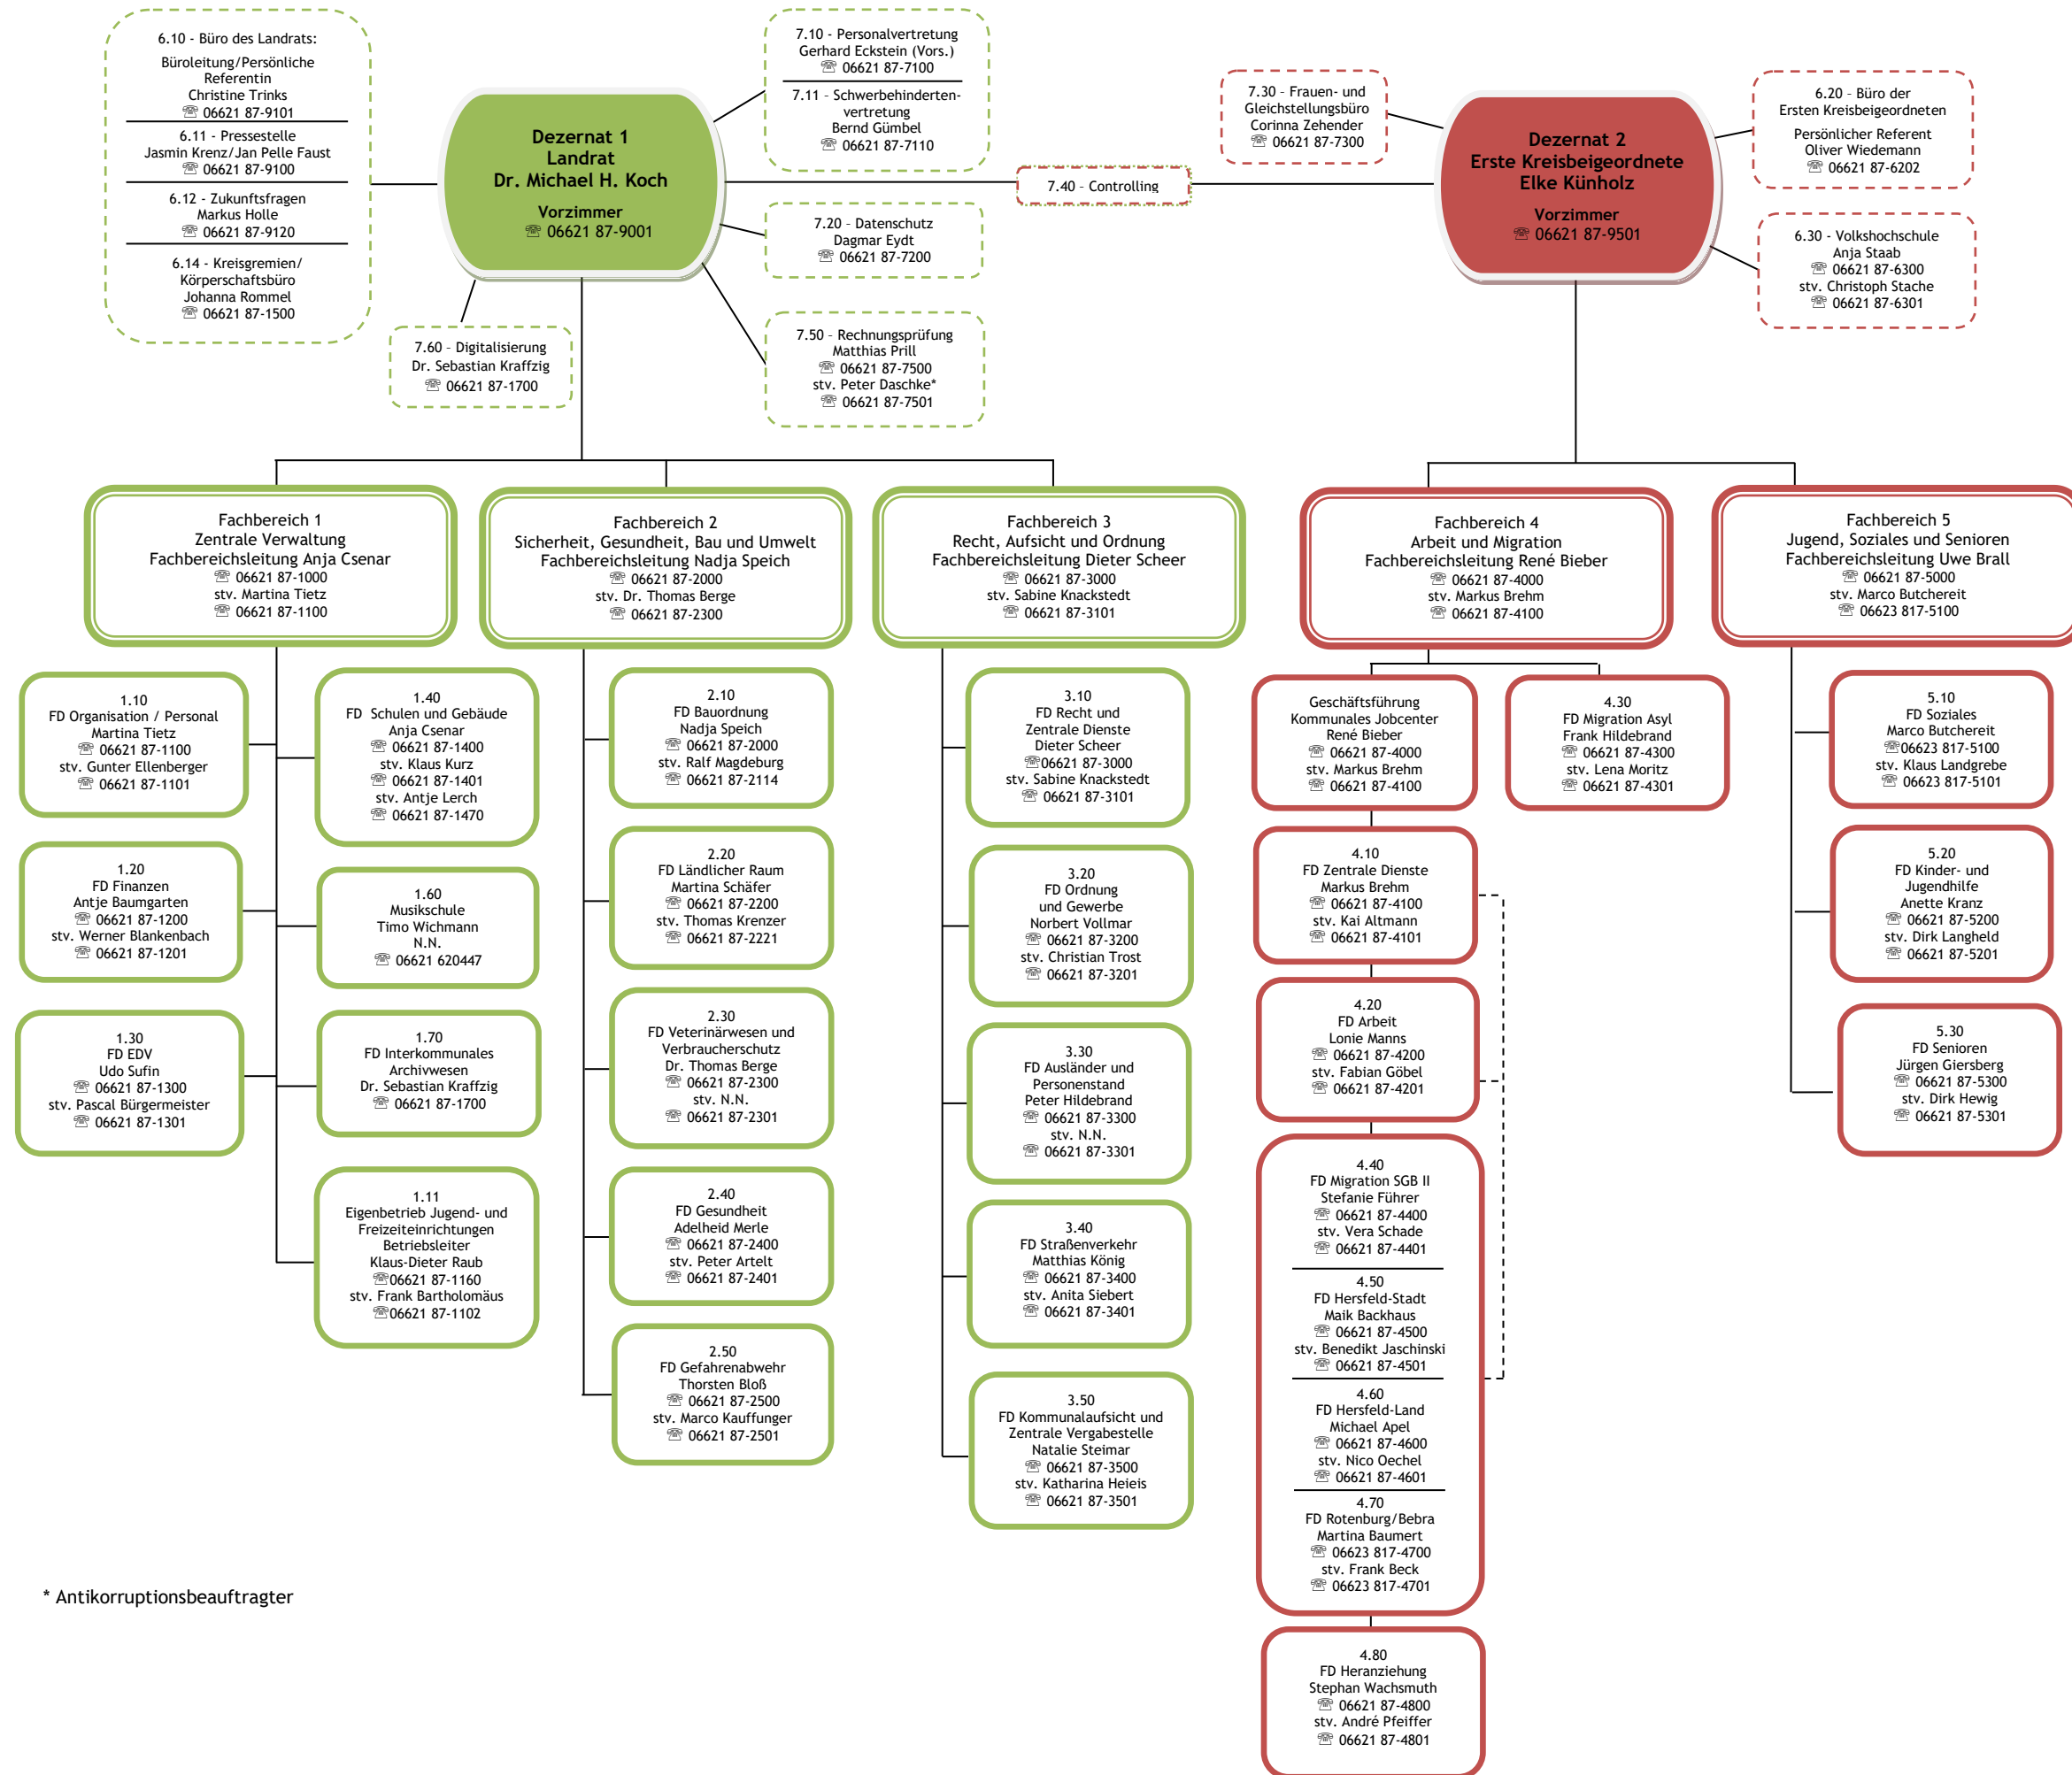 6.10 - Büro des Landrats:
Büroleitung/Persönliche
Referentin
Christine Trinks
☏ 06621 87-9101
6.11 - Pressestelle
Jasmin Krenz/Jan Pelle Faust
☏ 06621 87-9100
6.12 - Zukunftsfragen
Markus Holle
☏ 06621 87-9120
6.14 - Kreisgremien/
Körperschaftsbüro
Johanna Rommel
☏ 06621 87-1500
Dezernat 1
Landrat
Dr. Michael H. Koch
Vorzimmer
☏ 06621 87-9001
7.10 - Personalvertretung
Gerhard Eckstein (Vors.)
☏ 06621 87-7100
7.11 - Schwerbehinderten-
vertretung
Bernd Gümbel
☏ 06621 87-7110
7.40 - Controlling
7.20 - Datenschutz
Dagmar Eydt
☏ 06621 87-7200
7.50 - Rechnungsprüfung
Matthias Prill
☏ 06621 87-7500
stv. Peter Daschke*
☏ 06621 87-7501
7.60 - Digitalisierung
Dr. Sebastian Kraffzig
☏ 06621 87-1700
7.30 - Frauen- und
Gleichstellungsbüro
Corinna Zehender
☏ 06621 87-7300
Dezernat 2
Erste Kreisbeigeordnete
Elke Künholz
Vorzimmer
☏ 06621 87-9501
6.20 - Büro der
Ersten Kreisbeigeordneten
Persönlicher Referent
Oliver Wiedemann
☏ 06621 87-6202
6.30 - Volkshochschule
Anja Staab
☏ 06621 87-6300
stv. Christoph Stache
☏ 06621 87-6301
Fachbereich 1
Zentrale Verwaltung
Fachbereichsleitung Anja Csenar
☏ 06621 87-1000
stv. Martina Tietz
☏ 06621 87-1100
Fachbereich 2
Sicherheit, Gesundheit, Bau und Umwelt
Fachbereichsleitung Nadja Speich
☏ 06621 87-2000
stv. Dr. Thomas Berge
☏ 06621 87-2300
Fachbereich 3
Recht, Aufsicht und Ordnung
Fachbereichsleitung Dieter Scheer
☏ 06621 87-3000
stv. Sabine Knackstedt
☏ 06621 87-3101
Fachbereich 4
Arbeit und Migration
Fachbereichsleitung René Bieber
☏ 06621 87-4000
stv. Markus Brehm
☏ 06621 87-4100
Fachbereich 5
Jugend, Soziales und Senioren
Fachbereichsleitung Uwe Brall
☏ 06621 87-5000
stv. Marco Butchereit
☏ 06623 817-5100
1.10
FD Organisation / Personal
Martina Tietz
☏ 06621 87-1100
stv. Gunter Ellenberger
☏ 06621 87-1101
1.20
FD Finanzen
Antje Baumgarten
☏ 06621 87-1200
stv. Werner Blankenbach
☏ 06621 87-1201
1.30
FD EDV
Udo Sufin
☏ 06621 87-1300
stv. Pascal Bürgermeister
☏ 06621 87-1301
1.40
FD Schulen und Gebäude
Anja Csenar
☏ 06621 87-1400
stv. Klaus Kurz
☏ 06621 87-1401
stv. Antje Lerch
☏ 06621 87-1470
1.60
Musikschule
Timo Wichmann
N.N.
☏ 06621 620447
1.70
FD Interkommunales
Archivwesen
Dr. Sebastian Kraffzig
☏ 06621 87-1700
1.11
Eigenbetrieb Jugend- und
Freizeiteinrichtungen
Betriebsleiter
Klaus-Dieter Raub
☏06621 87-1160
stv. Frank Bartholomäus
☏06621 87-1102
2.10
FD Bauordnung
Nadja Speich
☏ 06621 87-2000
stv. Ralf Magdeburg
☏ 06621 87-2114
2.20
FD Ländlicher Raum
Martina Schäfer
☏ 06621 87-2200
stv. Thomas Krenzer
☏ 06621 87-2221
2.30
FD Veterinärwesen und
Verbraucherschutz
Dr. Thomas Berge
☏ 06621 87-2300
stv. N.N.
☏ 06621 87-2301
2.40
FD Gesundheit
Adelheid Merle
☏ 06621 87-2400
stv. Peter Artelt
☏ 06621 87-2401
2.50
FD Gefahrenabwehr
Thorsten Bloß
☏ 06621 87-2500
stv. Marco Kauffunger
☏ 06621 87-2501
3.10
FD Recht und
Zentrale Dienste
Dieter Scheer
☏06621 87-3000
stv. Sabine Knackstedt
☏ 06621 87-3101
3.20
FD Ordnung
und Gewerbe
Norbert Vollmar
☏ 06621 87-3200
stv. Christian Trost
☏ 06621 87-3201
3.30
FD Ausländer und
Personenstand
Peter Hildebrand
☏ 06621 87-3300
stv. N.N.
☏ 06621 87-3301
3.40
FD Straßenverkehr
Matthias König
☏ 06621 87-3400
stv. Anita Siebert
☏ 06621 87-3401
3.50
FD Kommunalaufsicht und
Zentrale Vergabestelle
Natalie Steimar
☏ 06621 87-3500
stv. Katharina Heieis
☏ 06621 87-3501
Geschäftsführung
Kommunales Jobcenter
René Bieber
☏ 06621 87-4000
stv. Markus Brehm
☏ 06621 87-4100
4.30
FD Migration Asyl
Frank Hildebrand
☏ 06621 87-4300
stv. Lena Moritz
☏ 06621 87-4301
4.10
FD Zentrale Dienste
Markus Brehm
☏ 06621 87-4100
stv. Kai Altmann
☏ 06621 87-4101
4.20
FD Arbeit
Lonie Manns
☏ 06621 87-4200
stv. Fabian Göbel
☏ 06621 87-4201
4.40
FD Migration SGB II
Stefanie Führer
☏ 06621 87-4400
stv. Vera Schade
☏ 06621 87-4401
4.50
FD Hersfeld-Stadt
Maik Backhaus
☏ 06621 87-4500
stv. Benedikt Jaschinski
☏ 06621 87-4501
4.60
FD Hersfeld-Land
Michael Apel
☏ 06621 87-4600
stv. Nico Oechel
☏ 06621 87-4601
4.70
FD Rotenburg/Bebra
Martina Baumert
☏ 06623 817-4700
stv. Frank Beck
☏ 06623 817-4701
4.80
FD Heranziehung
Stephan Wachsmuth
☏ 06621 87-4800
stv. André Pfeiffer
☏ 06621 87-4801
5.10
FD Soziales
Marco Butchereit
☏06623 817-5100
stv. Klaus Landgrebe
☏ 06623 817-5101
5.20
FD Kinder- und
Jugendhilfe
Anette Kranz
☏ 06621 87-5200
stv. Dirk Langheld
☏ 06621 87-5201
5.30
FD Senioren
Jürgen Giersberg
☏ 06621 87-5300
stv. Dirk Hewig
☏ 06621 87-5301
* Antikorruptionsbeauftragter